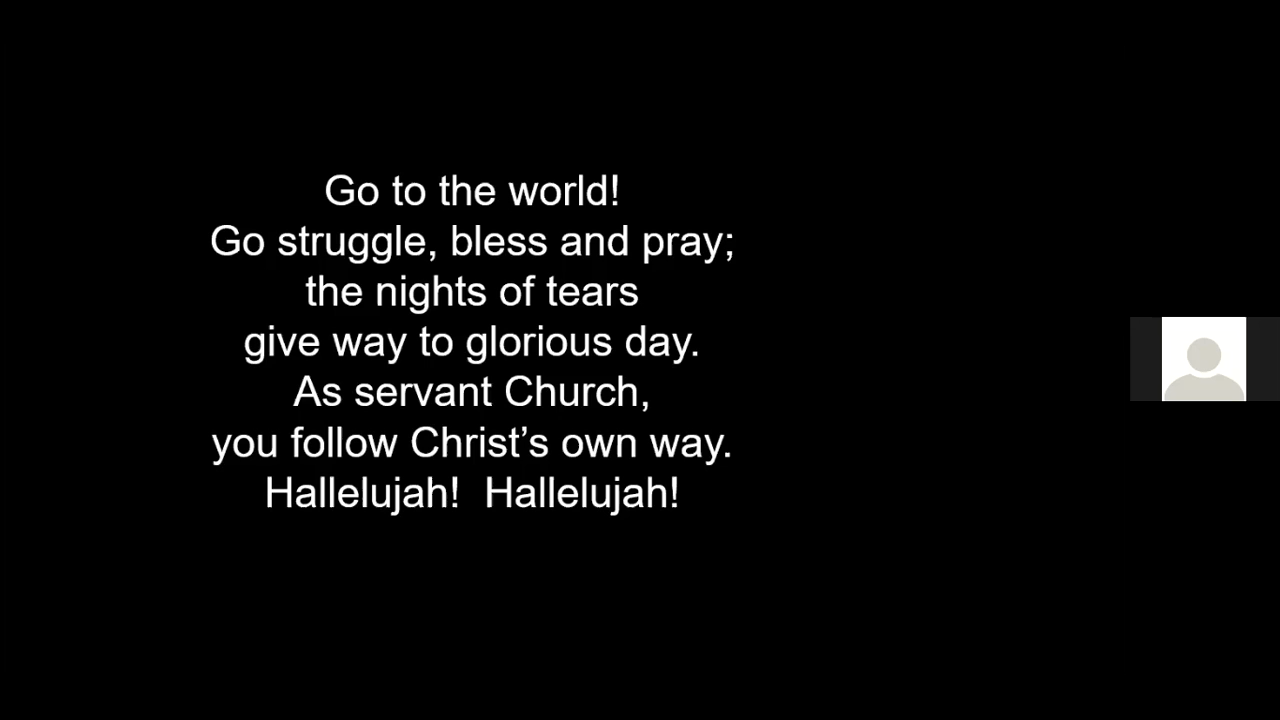 Go to the world!
Go struggle, bless and pray;
the nights of tears
give way to glorious day.
As servant Church,
you follow Christ’s own way.
Hallelujah!  Hallelujah!